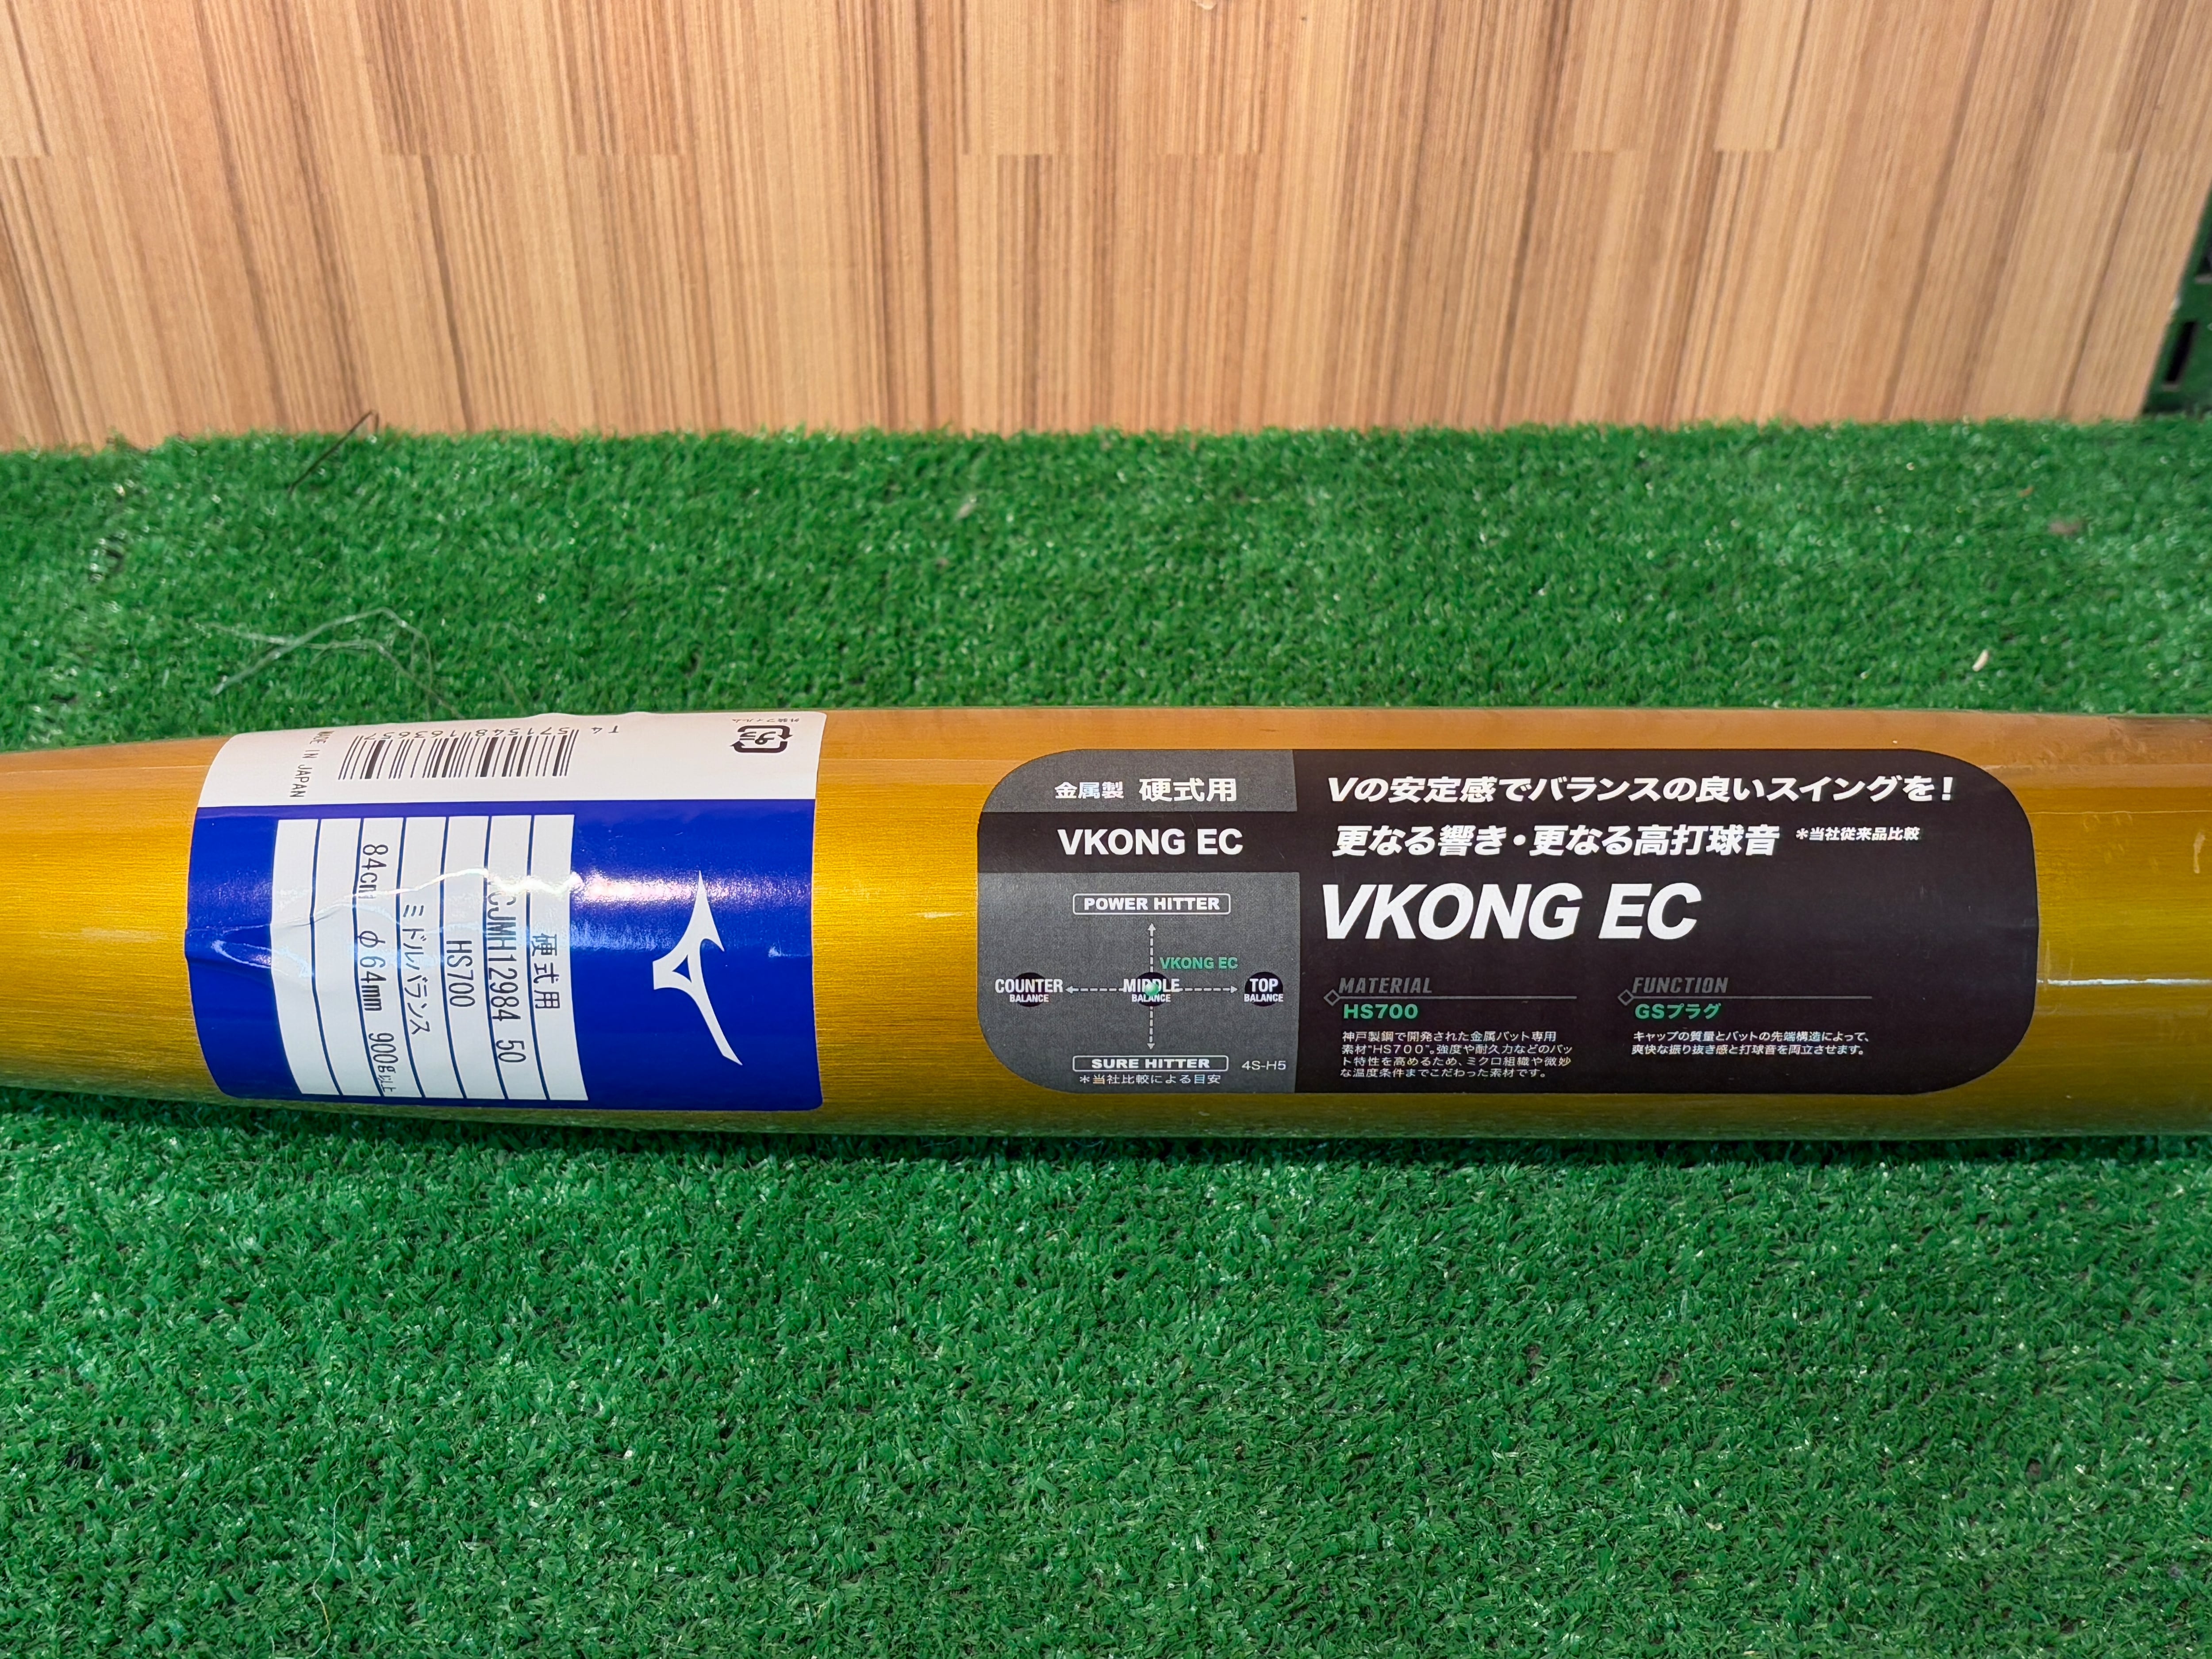 外装フィルム
T 4
4571548163657
MADE IN JAPAN
硬式用
CJMH12984 50
HS700
ミドルバランス
84cm φ64mm 900g以上
金属製 硬式用
VKONG EC
POWER HITTER
VKONG EC
COUNTER BALANCE
MIDDLE BALANCE
TOP BALANCE
SURE HITTER
4S-H5
*当社比較による目安
Vの安定感でバランスの良いスイングを!
更なる響き・更なる高打球音 *当社従来品比較
VKONG EC
MATERIAL
HS700
神戸製鋼で開発された金属バット専用
素材"HS700"。強度や耐久力などのバッ
ト特性を高めるため、ミクロ組織や微妙
な温度条件までこだわった素材です。
FUNCTION
GSプラグ
キャップの質量とバットの先端構造によって、
爽快な振り抜き感と打球音を両立させます。